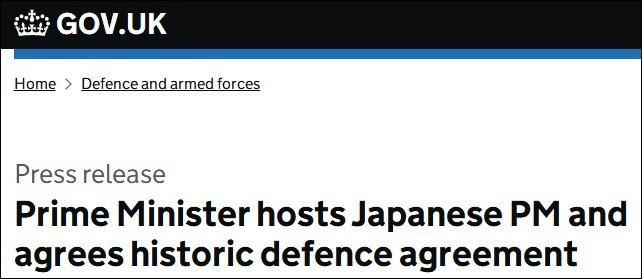 GOV.UK
Home > Defence and armed forces
Press release
Prime Minister hosts Japanese PM and
agrees historic defence agreement